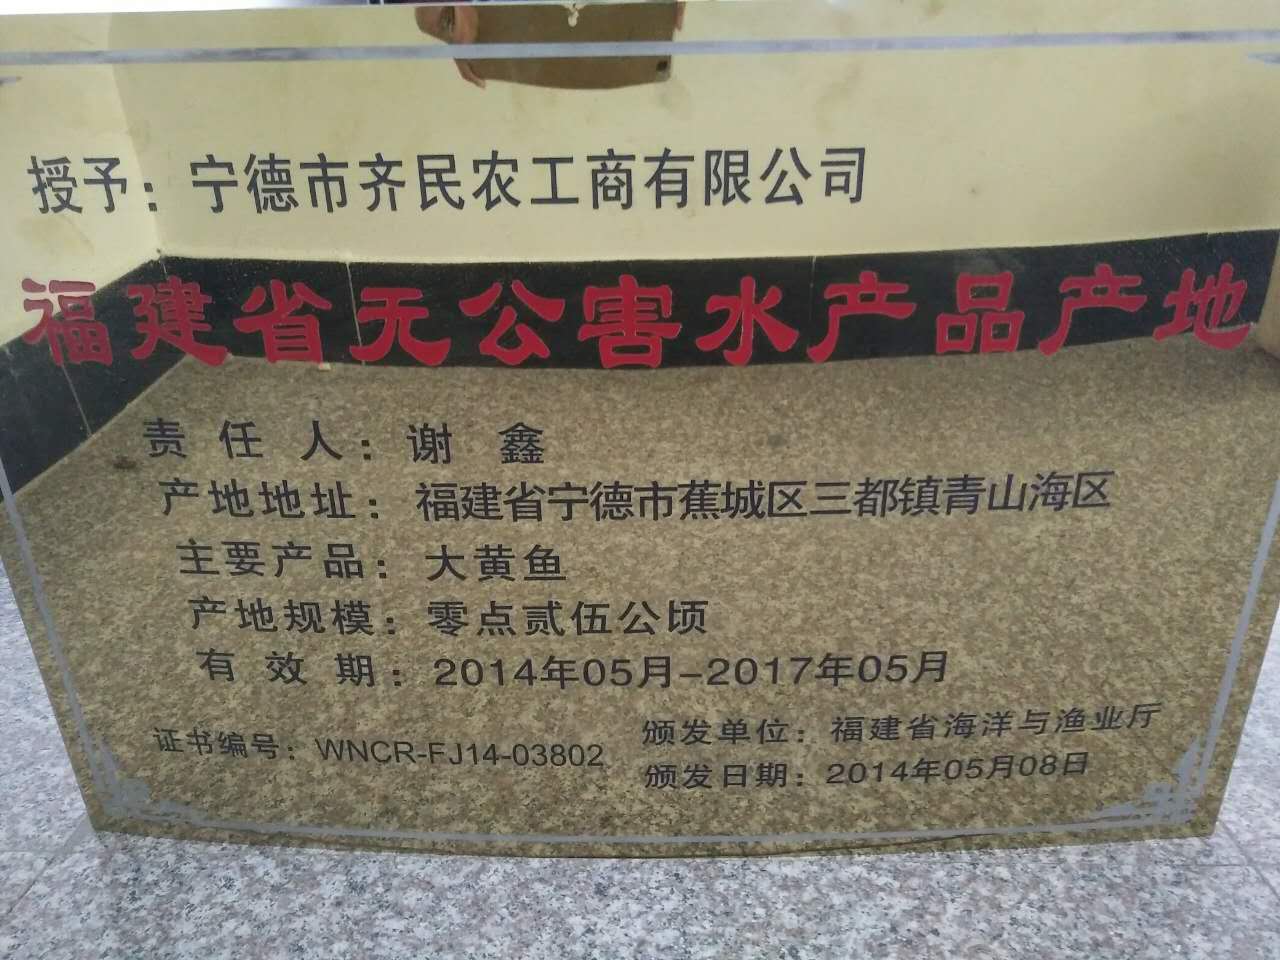 授予：宁德市齐民农工商有限公司
福建省无公害水产品产地
责任人：谢鑫
产地地址：福建省宁德市蕉城区三都镇青山海区
主要产品：大黄鱼
产地规模：零点贰伍公顷
有效期：2014年05月-2017年05月
证书编号：WNCR-FJ14-03802
颁发单位：福建省海洋与渔业厅
颁发日期：2014年05月08日